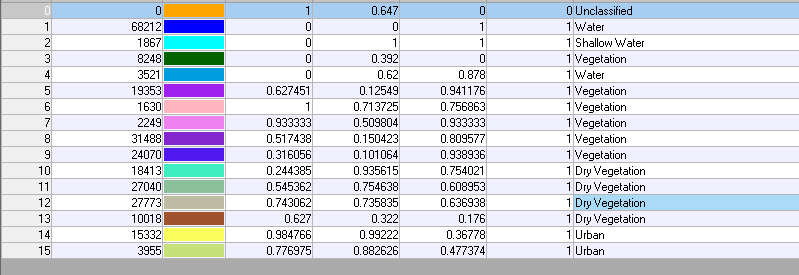 0 0 1 0.647 0 0 Unclassified
1 68212 0 0 1 1 Water
2 1867 0 1 1 1 Shallow Water
3 8248 0 0.392 0 1 Vegetation
4 3521 0 0.62 0.878 1 Water
5 19353 0.627451 0.12549 0.941176 1 Vegetation
6 1630 1 0.713725 0.756863 1 Vegetation
7 2249 0.933333 0.509804 0.933333 1 Vegetation
8 31488 0.517438 0.150423 0.809577 1 Vegetation
9 24070 0.316056 0.101064 0.938936 1 Vegetation
10 18413 0.244385 0.935615 0.754021 1 Dry Vegetation
11 27040 0.545362 0.754638 0.608953 1 Dry Vegetation
12 27773 0.743062 0.735835 0.636938 1 Dry Vegetation
13 10018 0.627 0.322 0.176 1 Dry Vegetation
14 15332 0.984766 0.99222 0.36778 1 Urban
15 3955 0.776975 0.882626 0.477374 1 Urban